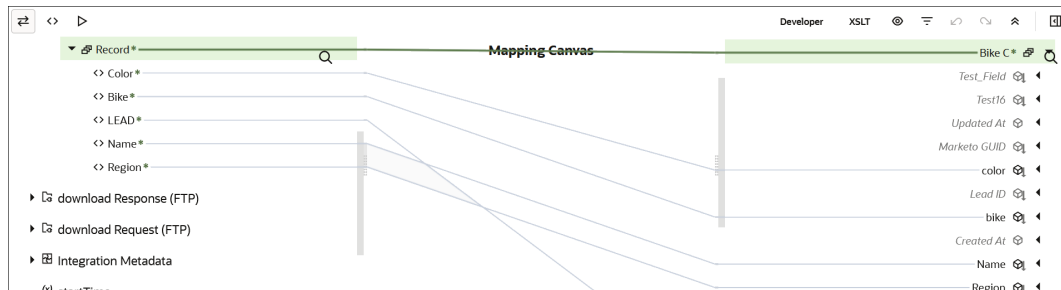 Developer XSLT
Record*
Mapping Canvas
Bike C*
Color*
Bike*
LEAD*
Name*
Region*
download Response (FTP)
download Request (FTP)
Integration Metadata
(x) startTime
Test_Field
Test16
Updated At
Marketo GUID
color
Lead ID
bike
Created At
Name
Region